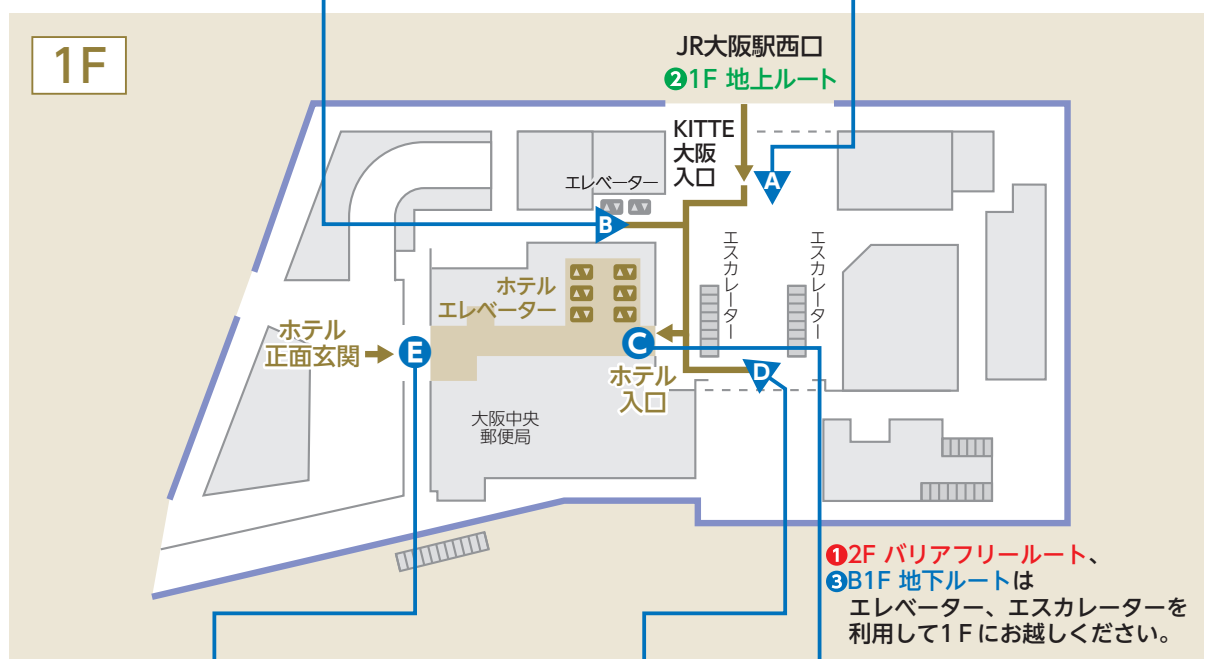 1F
JR大阪駅西口
❷1F 地上ルート
KITTE
大阪
入口
エレベーター
A
B
エスカレーター
エスカレーター
ホテル
エレベーター
ホテル
正面玄関
E
C
ホテル
入口
D
大阪中央
郵便局
❶2F バリアフリールート、
❸B1F 地下ルートは
エレベーター、エスカレーターを
利用して1Fにお越しください。